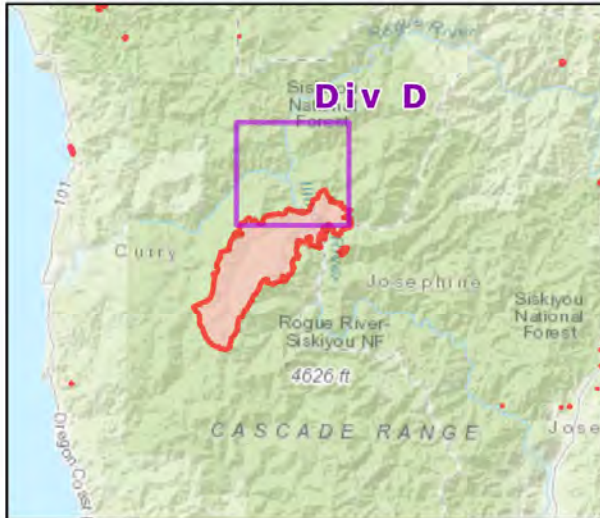 Rogue River
Siskiyou
National
Forest
Div D
101
River
Curry
Josephine
Siskiyou
National
Forest
Rogue River-
Siskiyou NF
4626 ft
CASCADE RANGE
Oregon Coast